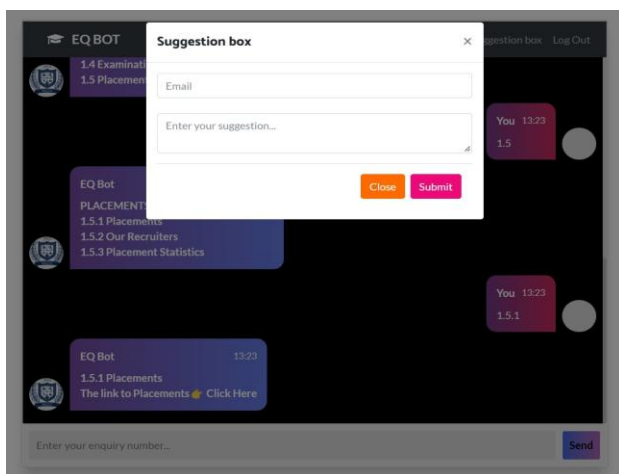 EQ BOT
Suggestion box
×
ggestion box Log Out
1.4 Examinati
1.5 Placemen
Email
Enter your suggestion...
You 13:23
1.5
Close Submit
EQ Bot
PLACEMENT
1.5.1 Placements
1.5.2 Our Recruiters
1.5.3 Placement Statistics
You 13:23
1.5.1
EQ Bot 13:23
1.5.1 Placements
The link to Placements👉 Click Here
Enter your enquiry number...
Send